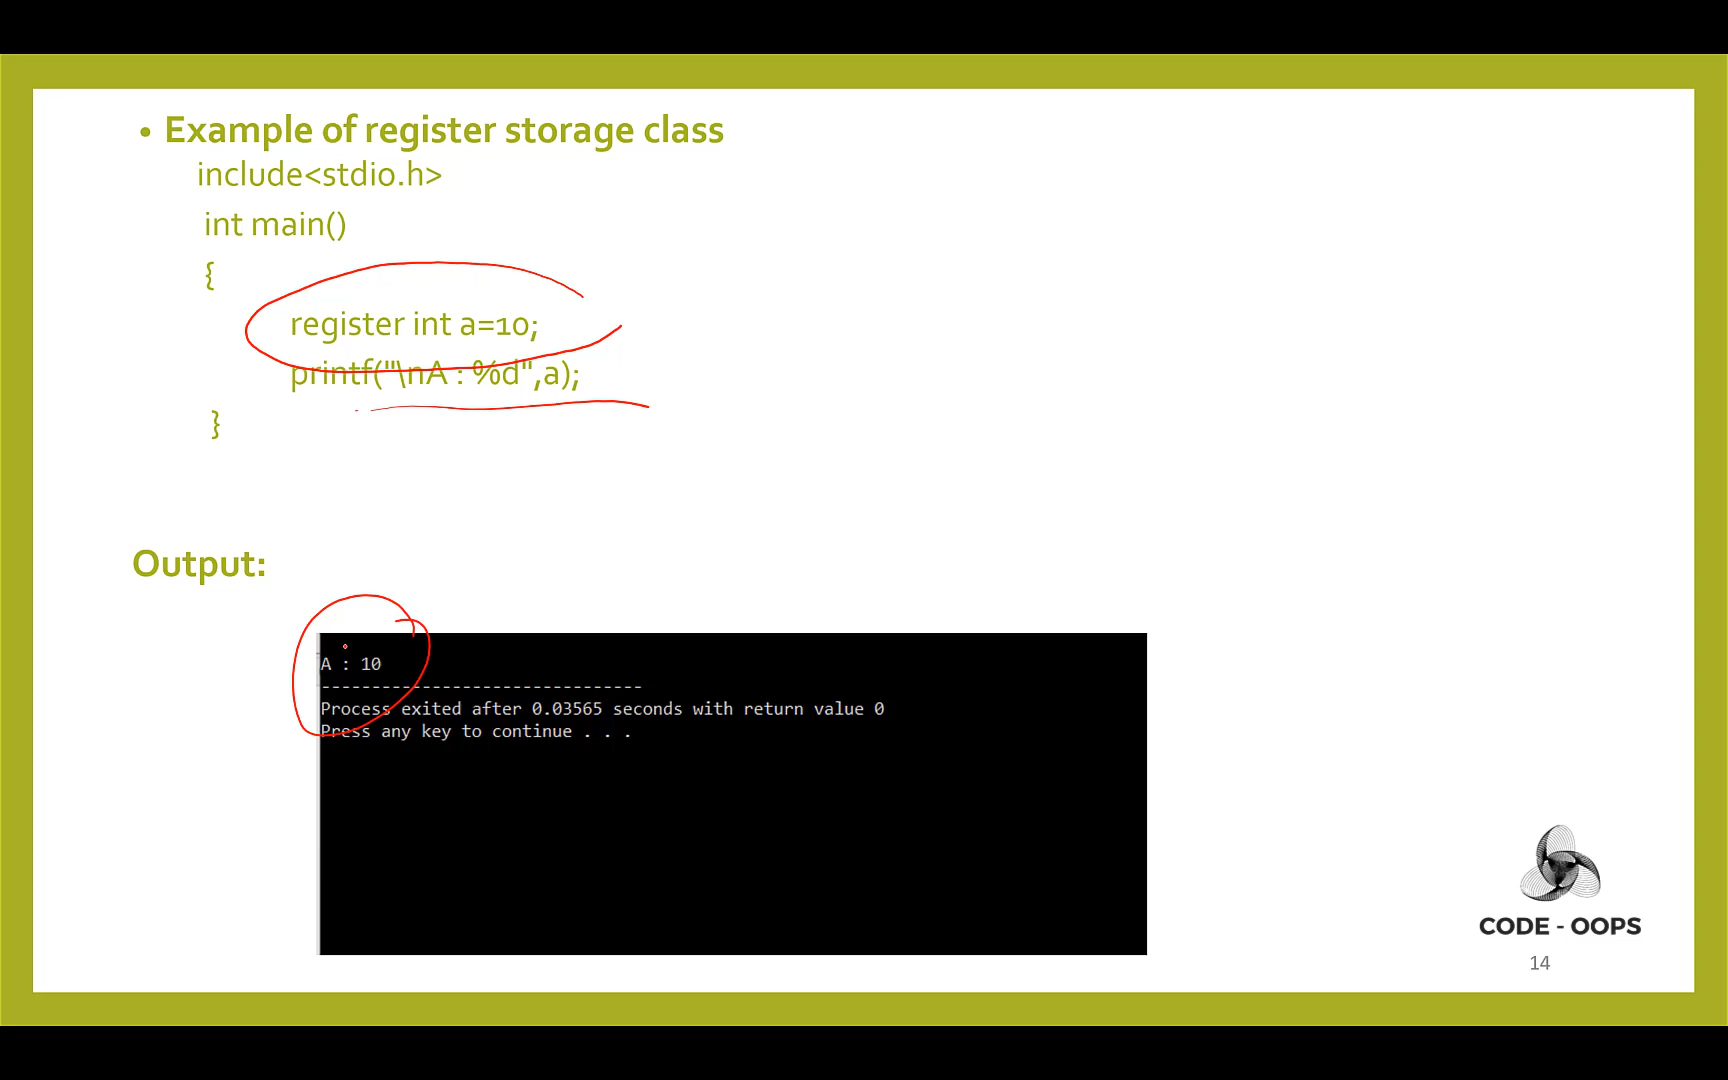 • Example of register storage class
include<stdio.h>
int main()
{
register int a=10;
printf("\nA : %d",a);
}
Output:
A : 10
--------------------------------
Process exited after 0.03565 seconds with return value 0
Press any key to continue . . .
CODE - OOPS
14